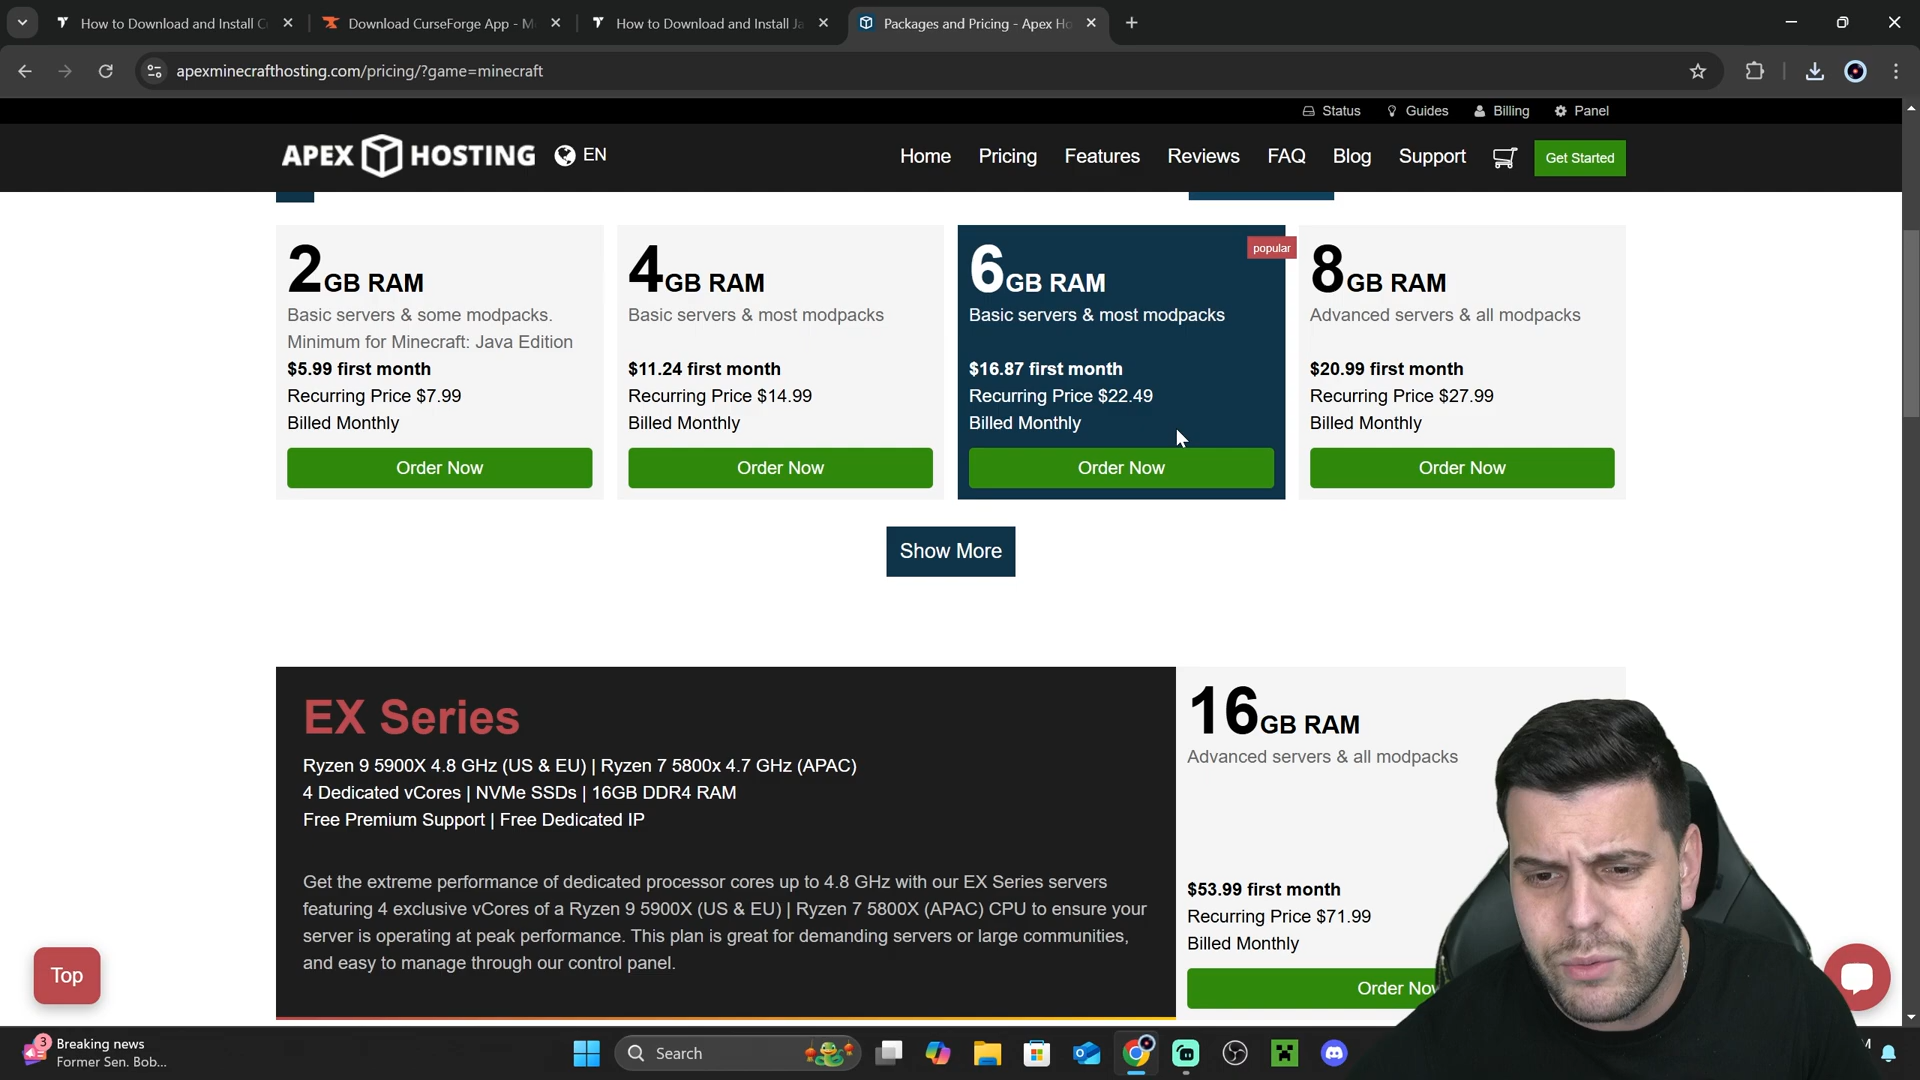 How to Download and Install C
Download CurseForge App - M
How to Download and Install Ja
Packages and Pricing - Apex Ho
apexminecrafthosting.com/pricing/?game=minecraft
Status
Guides
Billing
Panel
APEX HOSTING
EN
Home
Pricing
Features
Reviews
FAQ
Blog
Support
Get Started
2GB RAM
Basic servers & some modpacks.
Minimum for Minecraft: Java Edition
$5.99 first month
Recurring Price $7.99
Billed Monthly
Order Now
4GB RAM
Basic servers & most modpacks
$11.24 first month
Recurring Price $14.99
Billed Monthly
Order Now
popular
6GB RAM
Basic servers & most modpacks
$16.87 first month
Recurring Price $22.49
Billed Monthly
Order Now
8GB RAM
Advanced servers & all modpacks
$20.99 first month
Recurring Price $27.99
Billed Monthly
Order Now
Show More
EX Series
Ryzen 9 5900X 4.8 GHz (US & EU) | Ryzen 7 5800x 4.7 GHz (APAC)
4 Dedicated vCores | NVMe SSDs | 16GB DDR4 RAM
Free Premium Support | Free Dedicated IP
Get the extreme performance of dedicated processor cores up to 4.8 GHz with our EX Series servers
featuring 4 exclusive vCores of a Ryzen 9 5900X (US & EU) | Ryzen 7 5800X (APAC) CPU to ensure your
server is operating at peak performance. This plan is great for demanding servers or large communities,
and easy to manage through our control panel.
16GB RAM
Advanced servers & all modpacks
$53.99 first month
Recurring Price $71.99
Billed Monthly
Order Now
Top
3
Breaking news
Former Sen. Bob...
Search
M